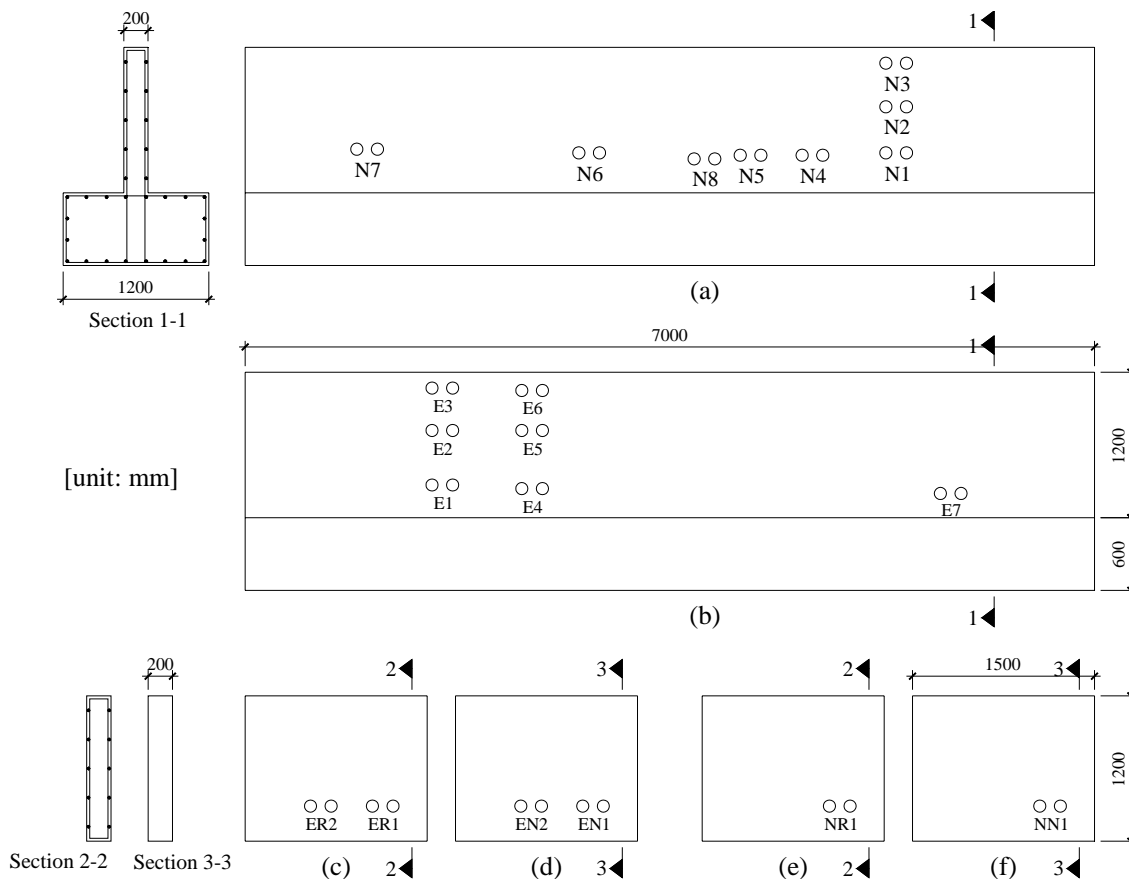 200
1
N3
N2
N7
N6
N8
N5
N4
N1
1200
(a)
Section 1-1
1
7000
1
E3
E6
E2
E5
1200
[unit: mm]
E1
E4
E7
600
(b)
1
200
2
3
2
1500
3
1200
ER2
ER1
EN2
EN1
NR1
NN1
Section 2-2
Section 3-3
(c)
2
(d)
3
(e)
2
(f)
3